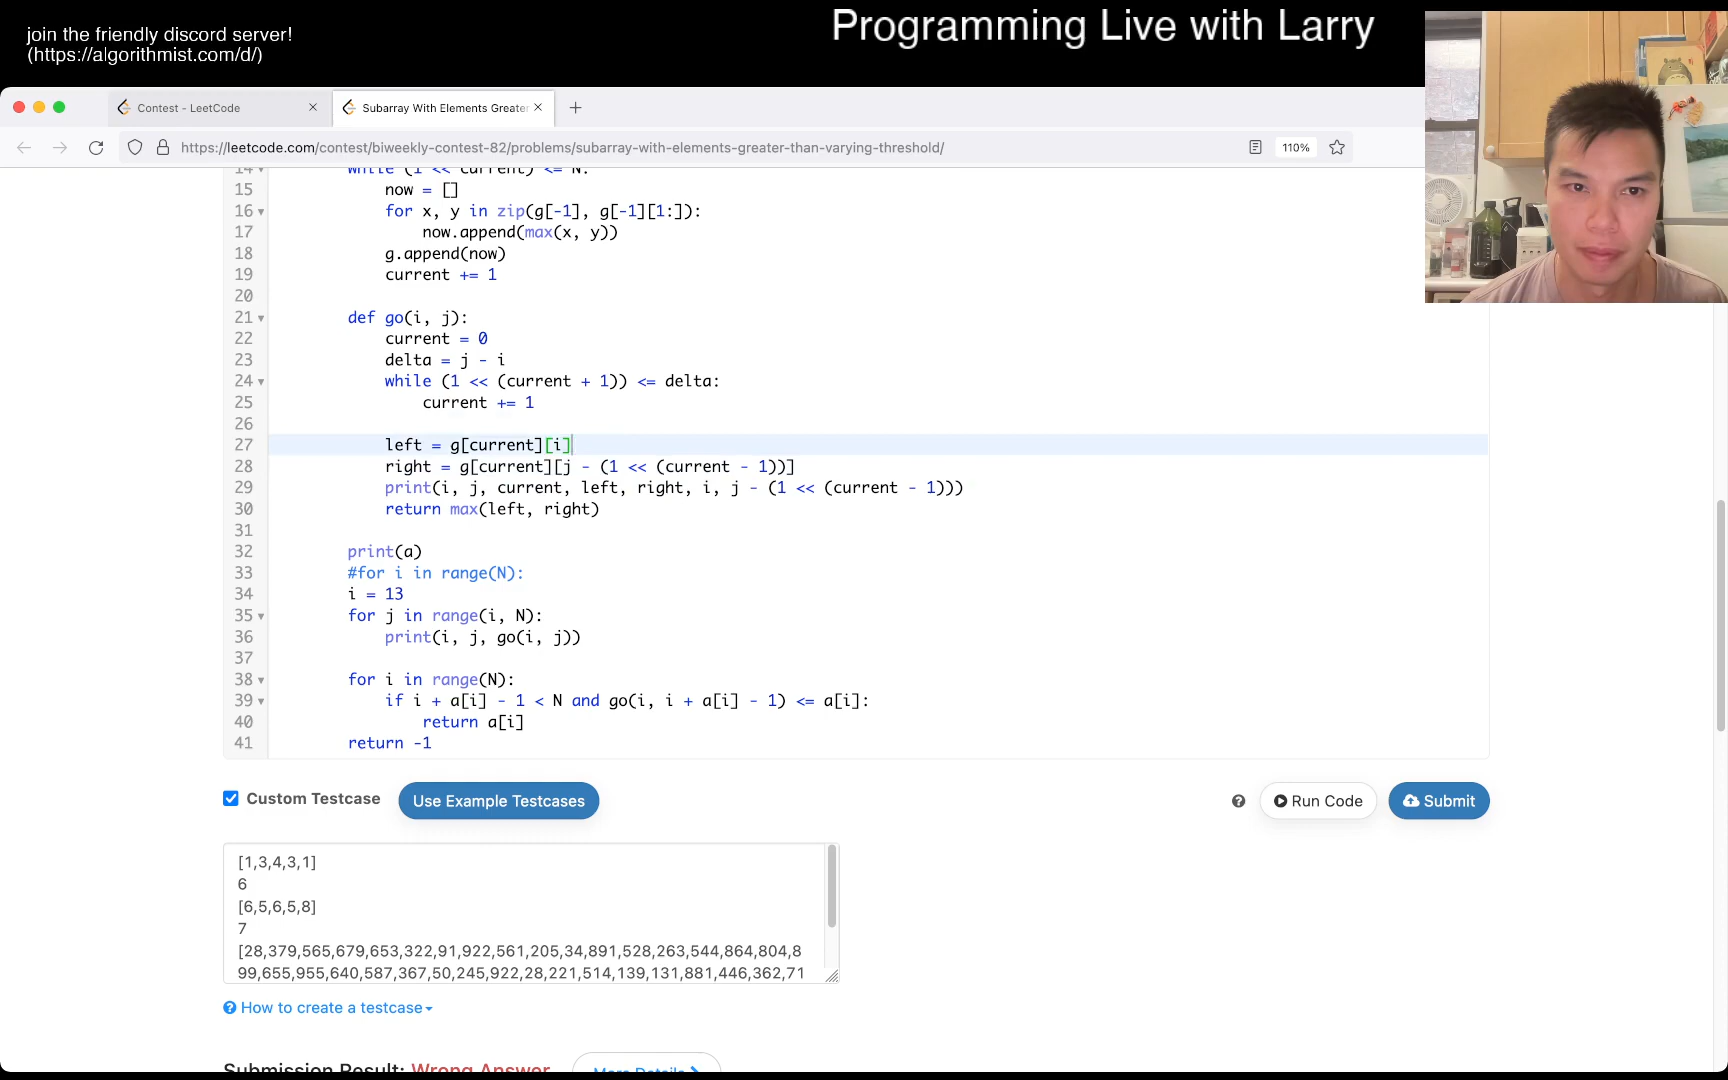 join the friendly discord server!
(https://algorithmist.com/d/)
Programming Live with Larry
Contest - LeetCode
Subarray With Elements Greater
https://leetcode.com/contest/biweekly-contest-82/problems/subarray-with-elements-greater-than-varying-threshold/
110%
14 while (1 << current) <= N:
15 now = []
16 for x, y in zip(g[-1], g[-1][1:]):
17 now.append(max(x, y))
18 g.append(now)
19 current += 1
20
21 def go(i, j):
22 current = 0
23 delta = j - i
24 while (1 << (current + 1)) <= delta:
25 current += 1
26
27 left = g[current][i]
28 right = g[current][j - (1 << (current - 1))]
29 print(i, j, current, left, right, i, j - (1 << (current - 1)))
30 return max(left, right)
31
32 print(a)
33 #for i in range(N):
34 i = 13
35 for j in range(i, N):
36 print(i, j, go(i, j))
37
38 for i in range(N):
39 if i + a[i] - 1 < N and go(i, i + a[i] - 1) <= a[i]:
40 return a[i]
41 return -1
Custom Testcase
Use Example Testcases
Run Code
Submit
[1,3,4,3,1]
6
[6,5,6,5,8]
7
[28,379,565,679,653,322,91,922,561,205,34,891,528,263,544,864,804,8
99,655,955,640,587,367,50,245,922,28,221,514,139,131,881,446,362,71
How to create a testcase
Submission Result: Wrong Answer
More Details